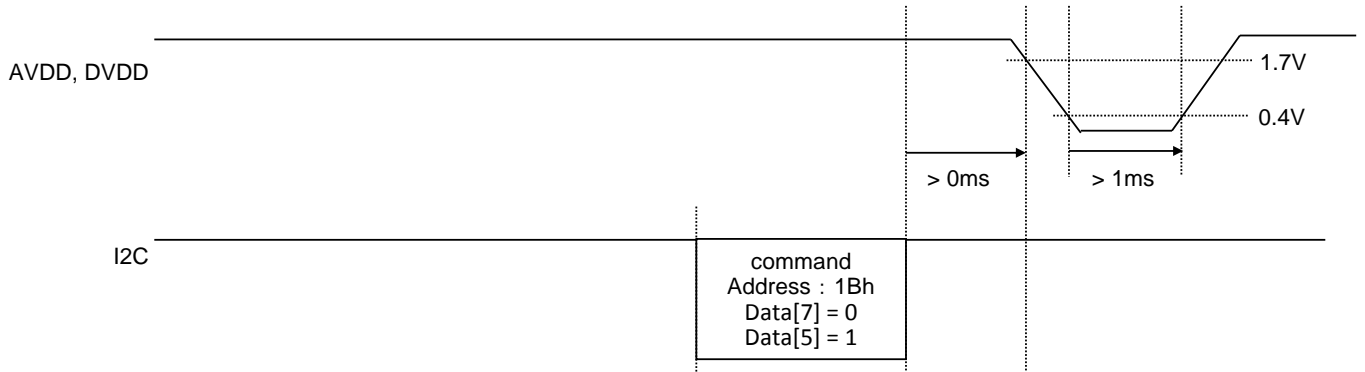 AVDD, DVDD
1.7V
0.4V
> 0ms
> 1ms
I2C
command
Address : 1Bh
Data[7] = 0
Data[5] = 1